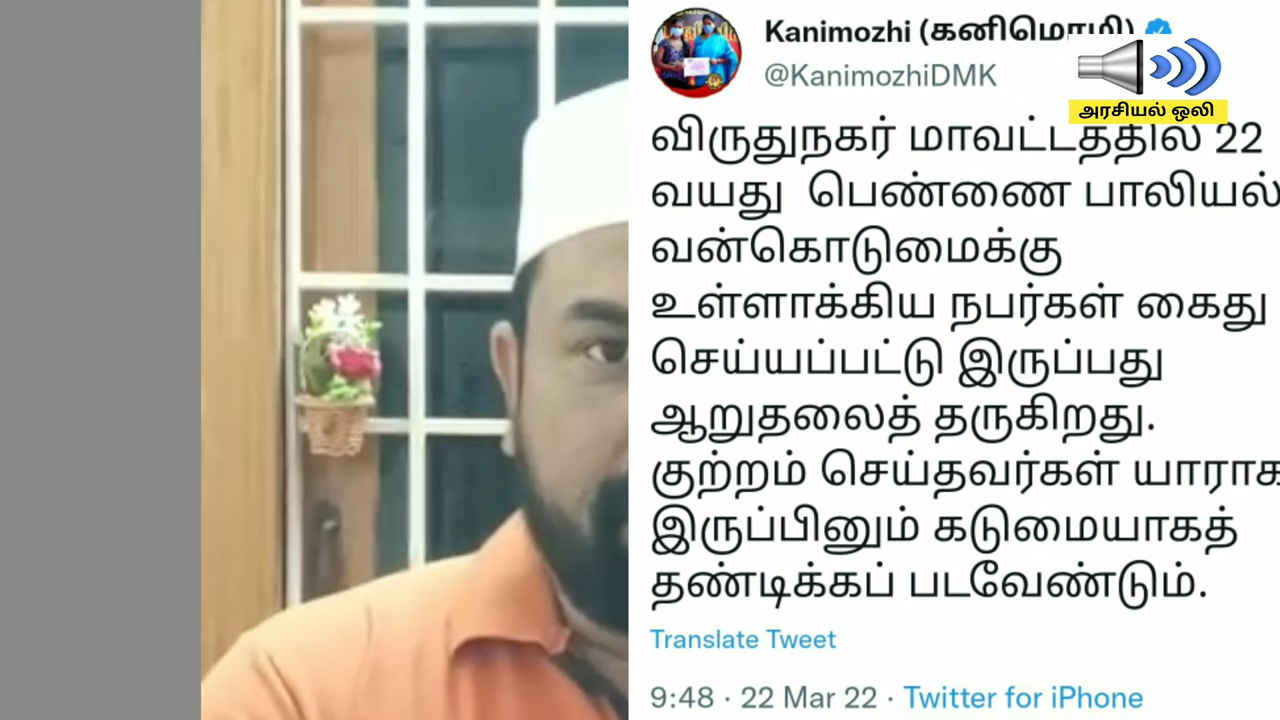 Kanimozhi (கனிமொழி)
@KanimozhiDMK
அரசியல் ஒலி
விருதுநகர் மாவட்டத்தில் 22
வயது பெண்ணை பாலியல்
வன்கொடுமைக்கு
உள்ளாக்கிய நபர்கள் கைது
செய்யப்பட்டு இருப்பது
ஆறுதலைத் தருகிறது.
குற்றம் செய்தவர்கள் யாராக
இருப்பினும் கடுமையாகத்
தண்டிக்கப் படவேண்டும்.
Translate Tweet
9:48 · 22 Mar 22 · Twitter for iPhone